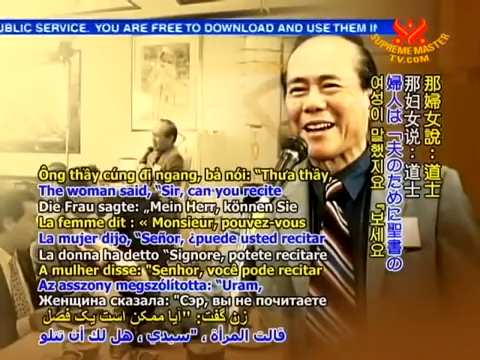 UBLIC SERVICE. YOU ARE FREE TO DOWNLOAD AND USE THEM IN
SUPREME MASTER
TV.COM
那婦女說：道士
那妇女说：道士
婦人は「夫のために聖書の
여성이 말했지요 "보세요
Ông thầy cúng đi ngang, bả nói: “Thưa thầy,
The woman said, “Sir, can you recite
Die Frau sagte: „Mein Herr, können Sie
La femme dit : « Monsieur, pouvez-vous
La mujer dijo, “Señor, ¿puede usted recitar
La donna ha detto “Signore, potete recitare
A mulher disse: "Senhor, você pode recitar
Az asszony megszólította: “Uram,
Женщина сказала: "Сэр, вы не почитаете
زن گفت: "آیا ممکن است یک فصل
قالت المرأة ، "سيدي ، هل لك أن تتلو